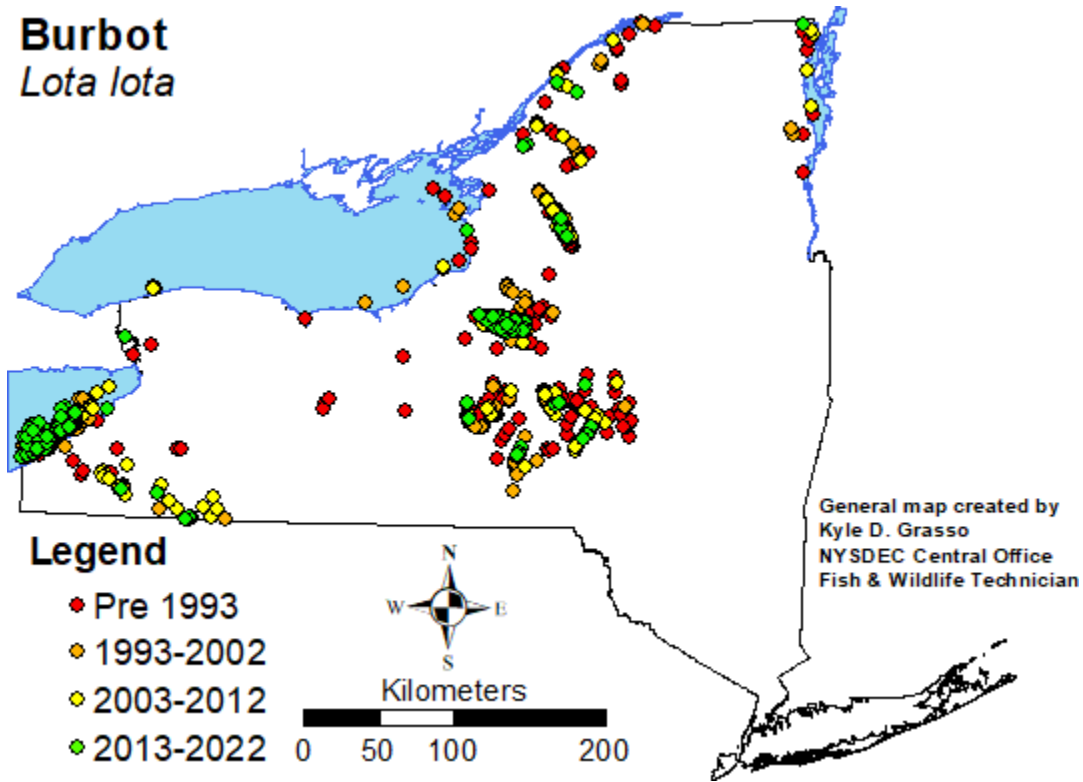 Burbot
Lota lota
General map created by
Kyle D. Grasso
NYSDEC Central Office
Fish & Wildlife Technician
Legend
Pre 1993
1993-2002
2003-2012
2013-2022
N
W E
S
Kilometers
0 50 100 200